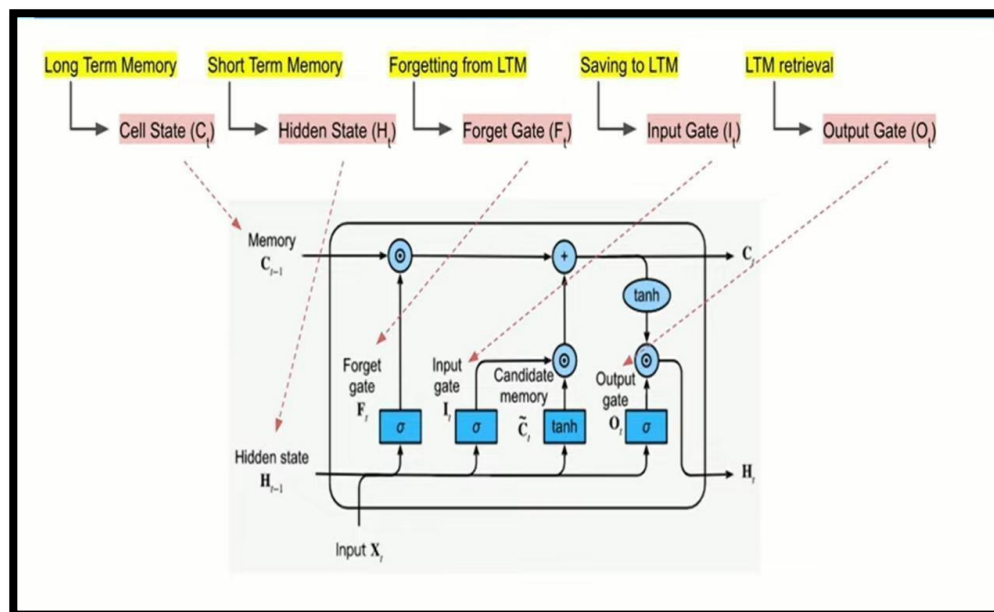 Long Term Memory Short Term Memory Forgetting from LTM Saving to LTM LTM retrieval
Cell State (Cₜ) Hidden State (Hₜ) Forget Gate (Fₜ) Input Gate (Iₜ) Output Gate (Oₜ)
Memory
Cₜ₋₁
Cₜ
tanh
Forget
gate
Fₜ
Input
gate
Iₜ
Candidate
memory
C̃ₜ
Output
gate
Oₜ
σ σ tanh σ
Hidden state
Hₜ₋₁
Hₜ
Input Xₜ